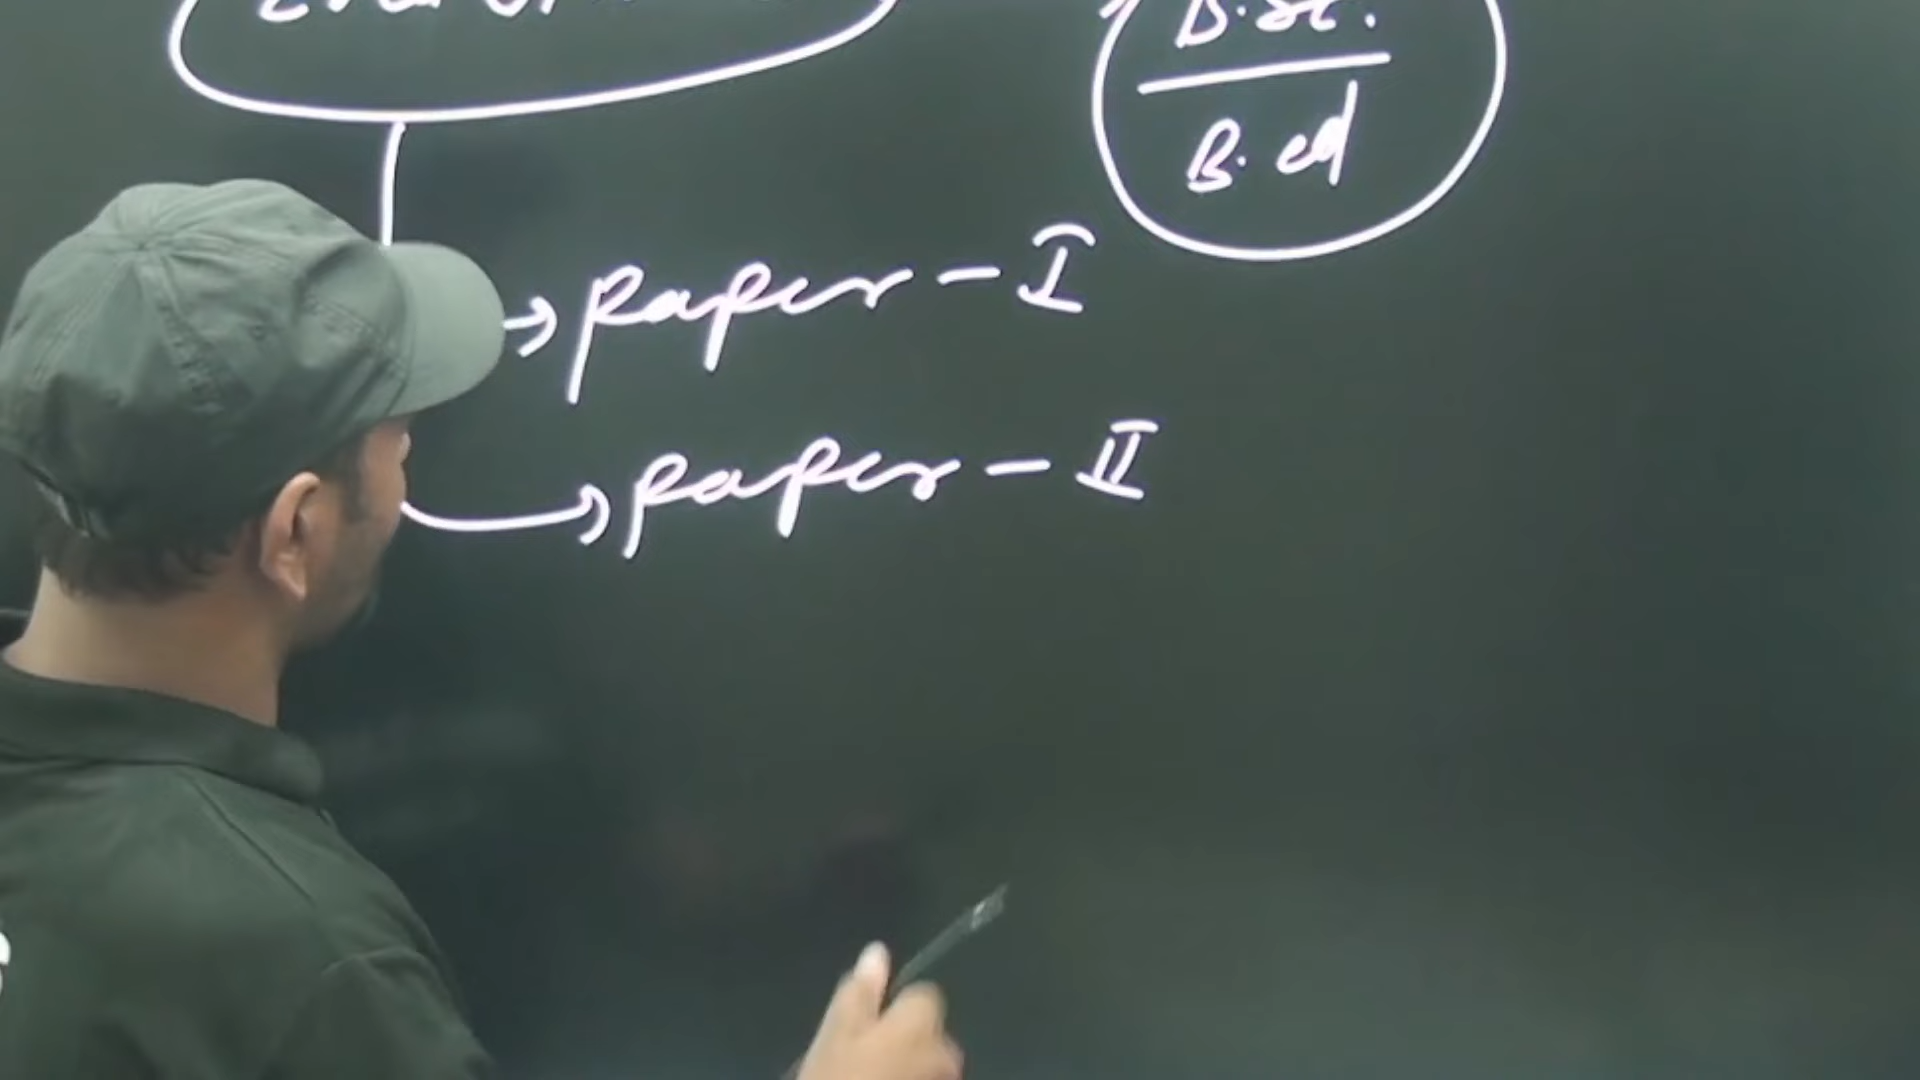 B.Sc.
B.ed
Paper - I
Paper - II